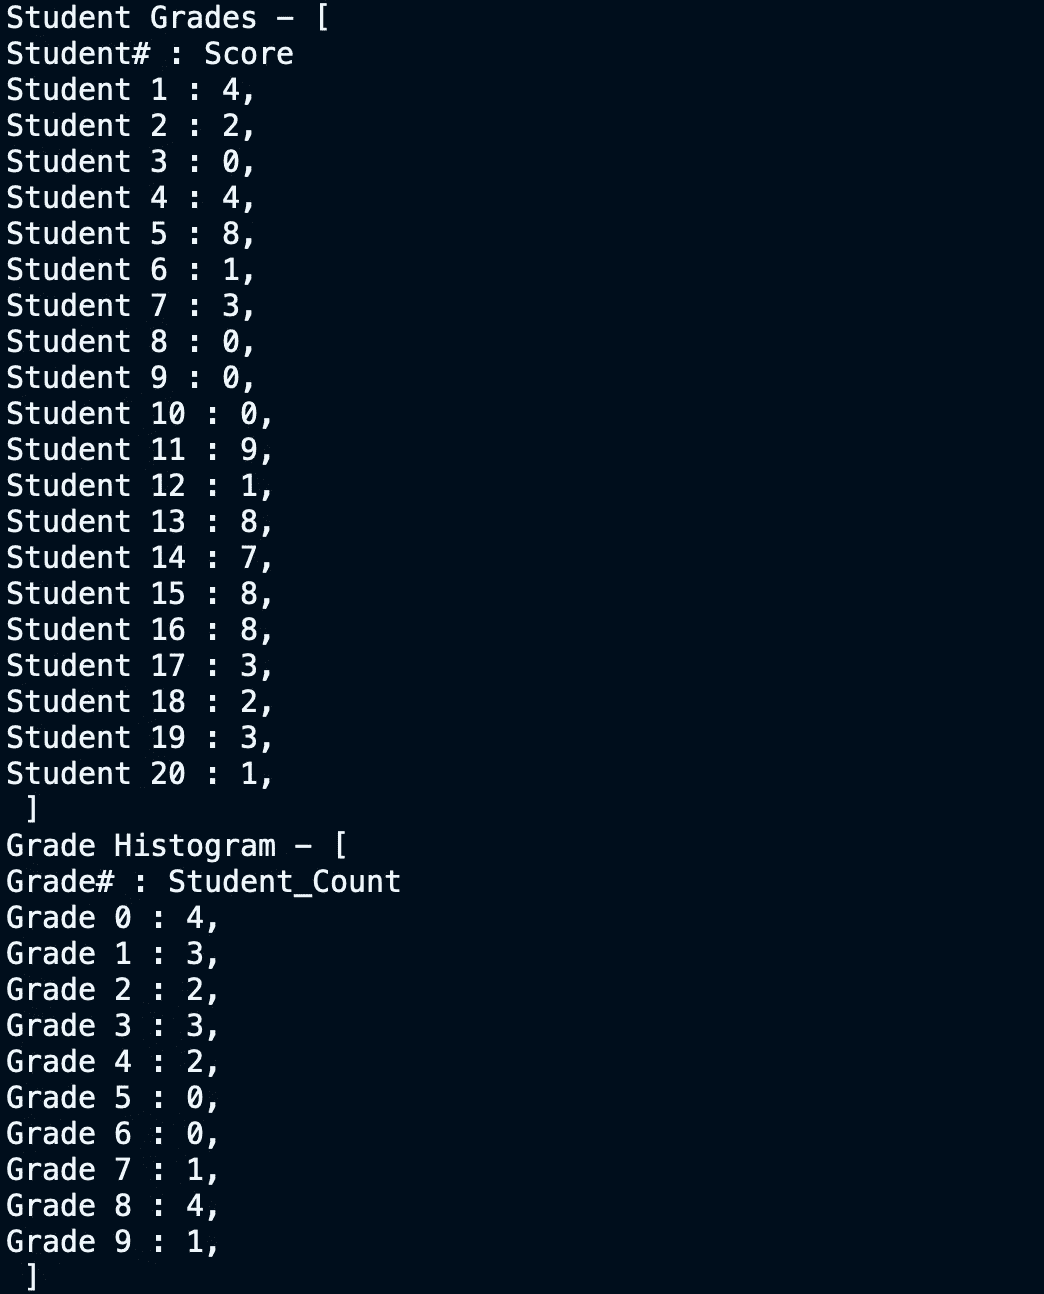 Student Grades – [
Student# : Score
Student 1 : 4,
Student 2 : 2,
Student 3 : 0,
Student 4 : 4,
Student 5 : 8,
Student 6 : 1,
Student 7 : 3,
Student 8 : 0,
Student 9 : 0,
Student 10 : 0,
Student 11 : 9,
Student 12 : 1,
Student 13 : 8,
Student 14 : 7,
Student 15 : 8,
Student 16 : 8,
Student 17 : 3,
Student 18 : 2,
Student 19 : 3,
Student 20 : 1,
 ]
Grade Histogram – [
Grade# : Student_Count
Grade 0 : 4,
Grade 1 : 3,
Grade 2 : 2,
Grade 3 : 3,
Grade 4 : 2,
Grade 5 : 0,
Grade 6 : 0,
Grade 7 : 1,
Grade 8 : 4,
Grade 9 : 1,
 ]